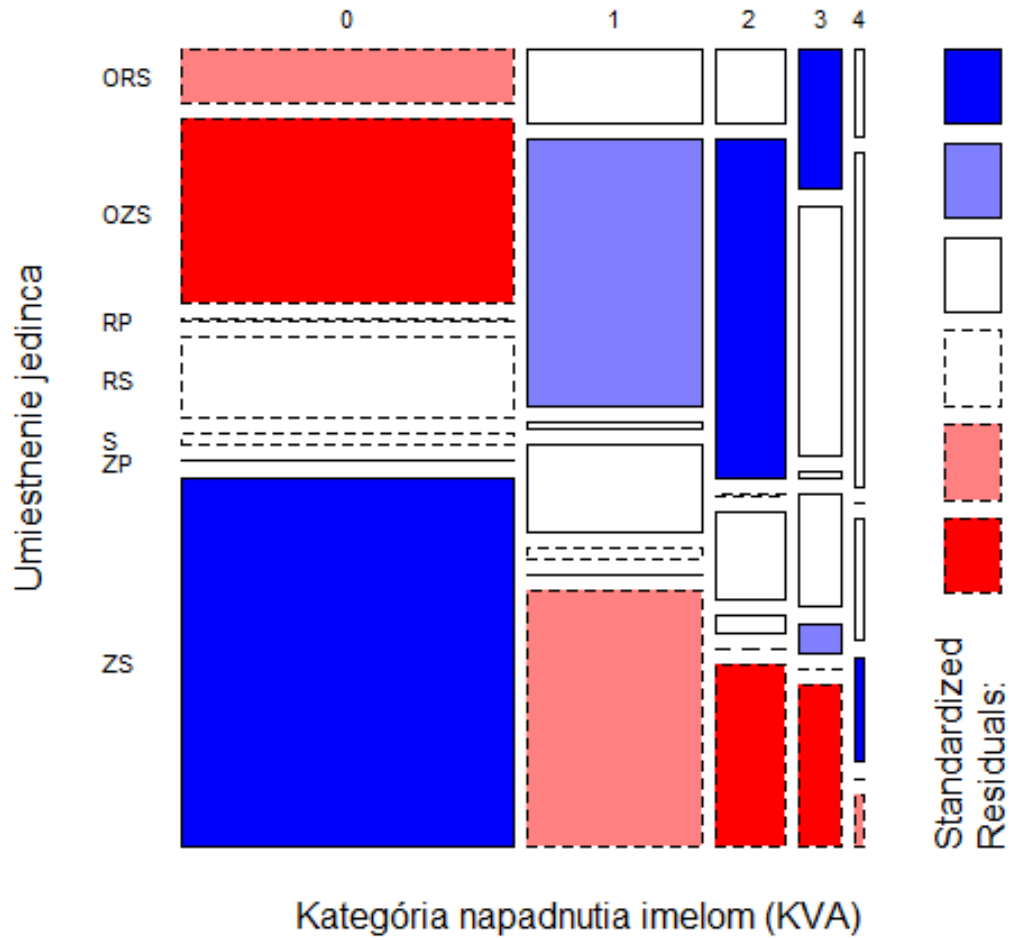 0 1 2 3 4
ORS
OZS
RP
RS
S
ZP
ZS
Umiestnenie jedinca
Kategória napadnutia imelom (KVA)
Standardized
Residuals: